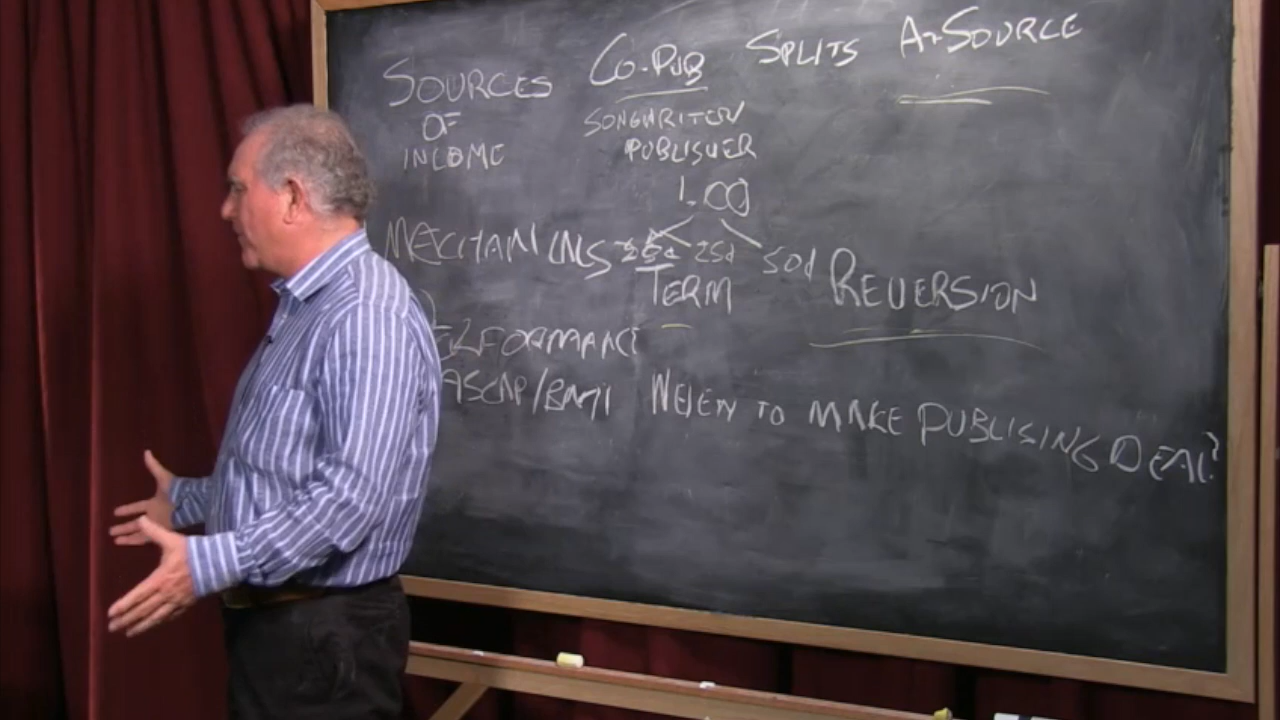 SOURCES
OF
INCOME
CO-PUB SPLITS AT-SOURCE
SONGWRITER
PUBLISHER
1.00
MECHANICALS 25¢ 25¢ 50¢ REVERSION
TERM
PERFORMANCE
ASCAP/BMI WHEN TO MAKE PUBLISING DEAL?